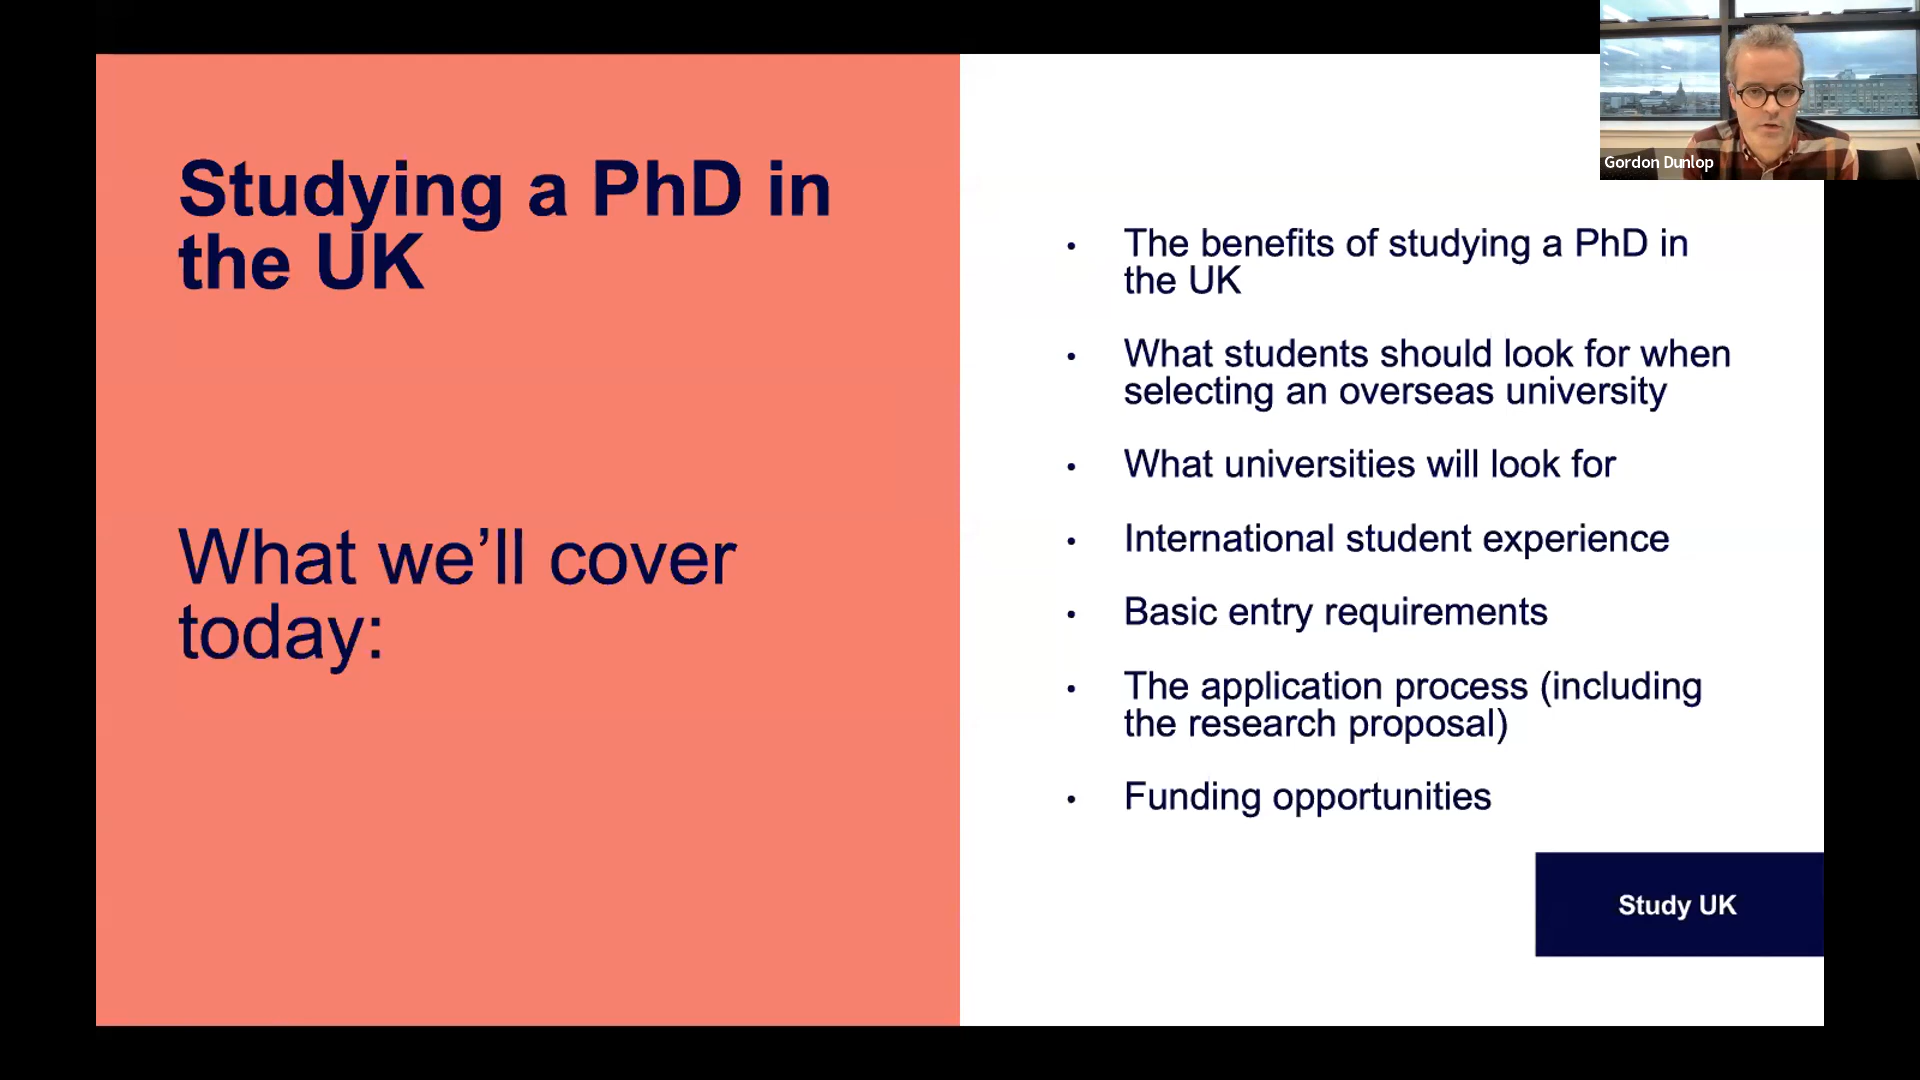 Gordon Dunlop
Studying a PhD in
the UK
What we’ll cover
today:
• The benefits of studying a PhD in
the UK
• What students should look for when
selecting an overseas university
• What universities will look for
• International student experience
• Basic entry requirements
• The application process (including
the research proposal)
• Funding opportunities
Study UK